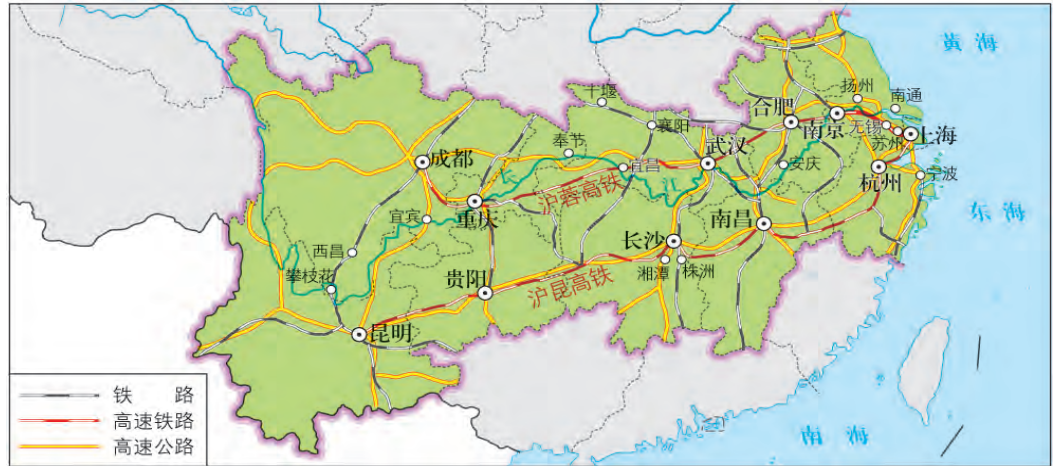 黄海
扬州
南通
合肥
南京
无锡
上海
苏州
十堰
襄阳
奉节
武汉
成都
宜昌
安庆
杭州
宁波
长
江
沪蓉高铁
重庆
宜宾
南昌
东海
长沙
西昌
湘潭
株洲
攀枝花
贵阳
沪昆高铁
昆明
铁路
高速铁路
高速公路
南海